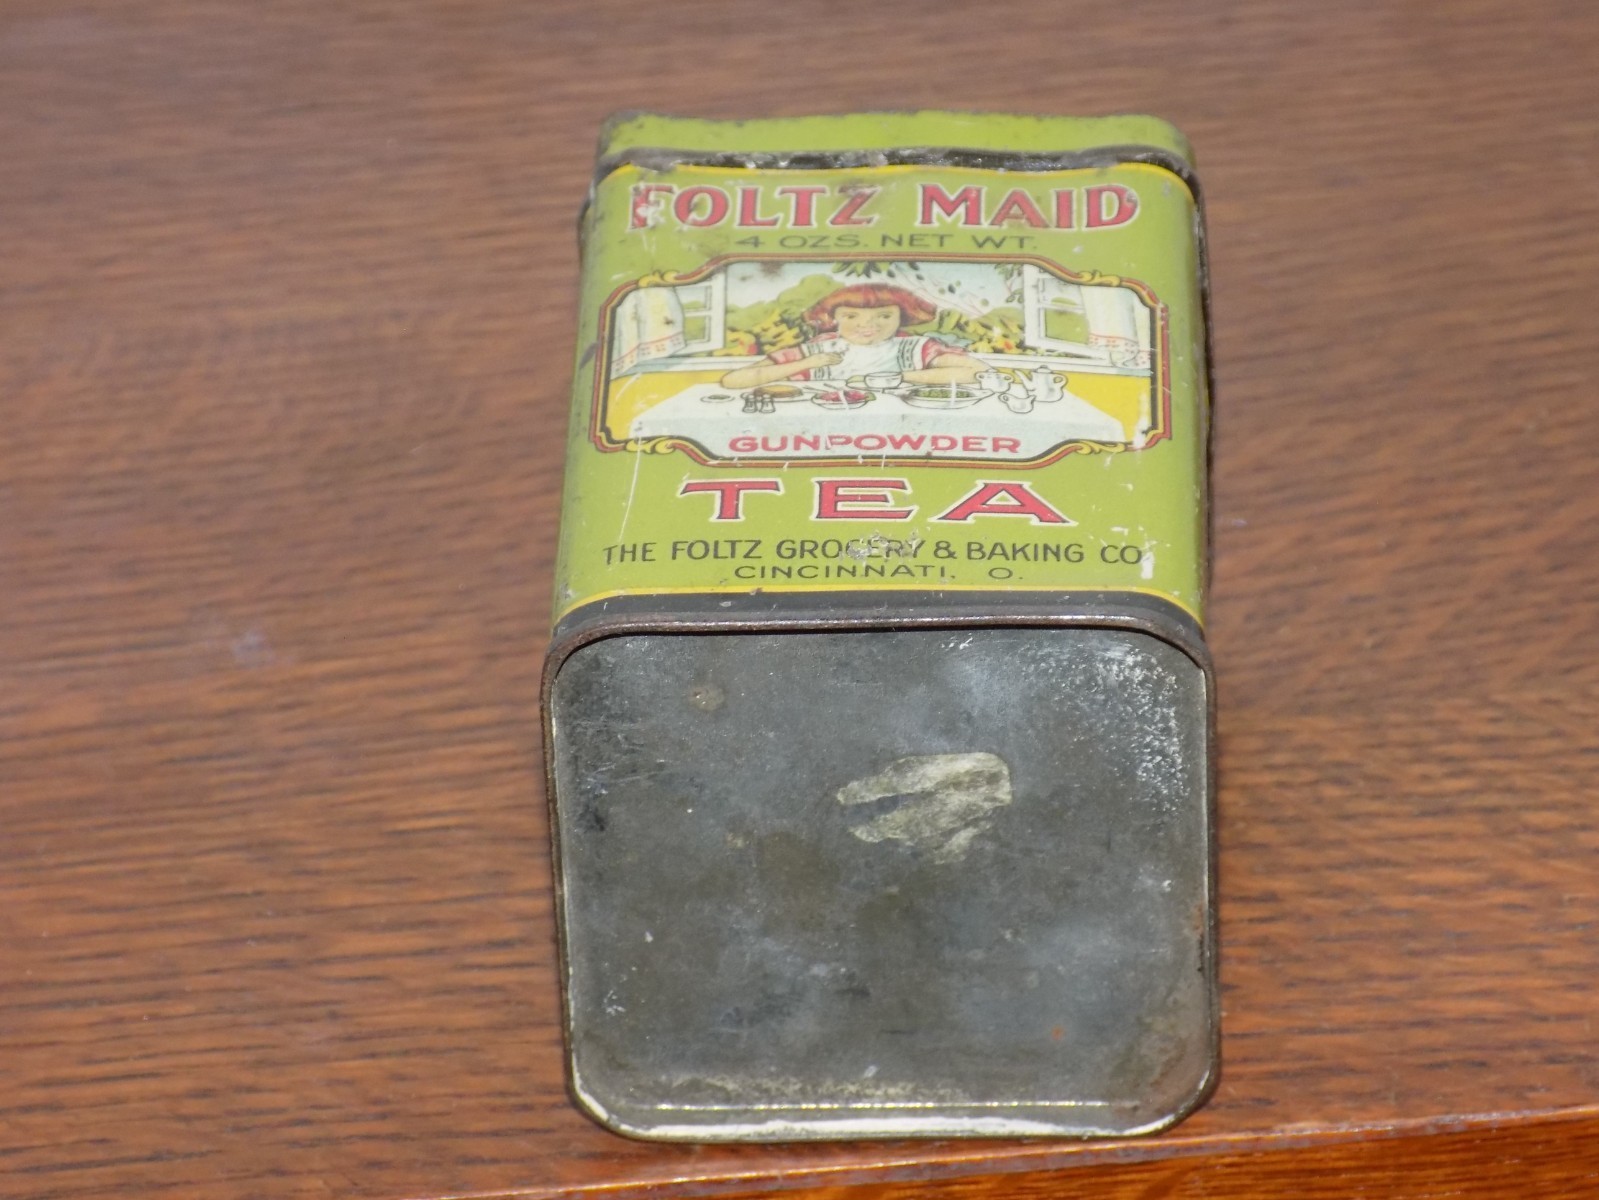 FOLTZ MAID
4 OZS. NET WT.
GUNPOWDER
TEA
THE FOLTZ GROCERY & BAKING CO.
CINCINNATI, O.